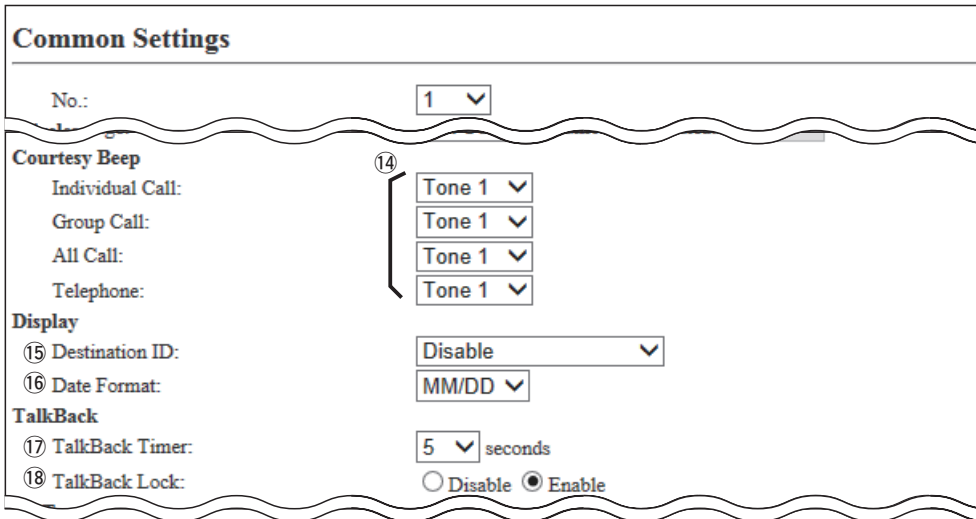 Common Settings
No.: 1
Courtesy Beep ⑭
Individual Call: Tone 1
Group Call: Tone 1
All Call: Tone 1
Telephone: Tone 1
Display
⑮ Destination ID: Disable
⑯ Date Format: MM/DD
TalkBack
⑰ TalkBack Timer: 5 seconds
⑱ TalkBack Lock: Disable Enable